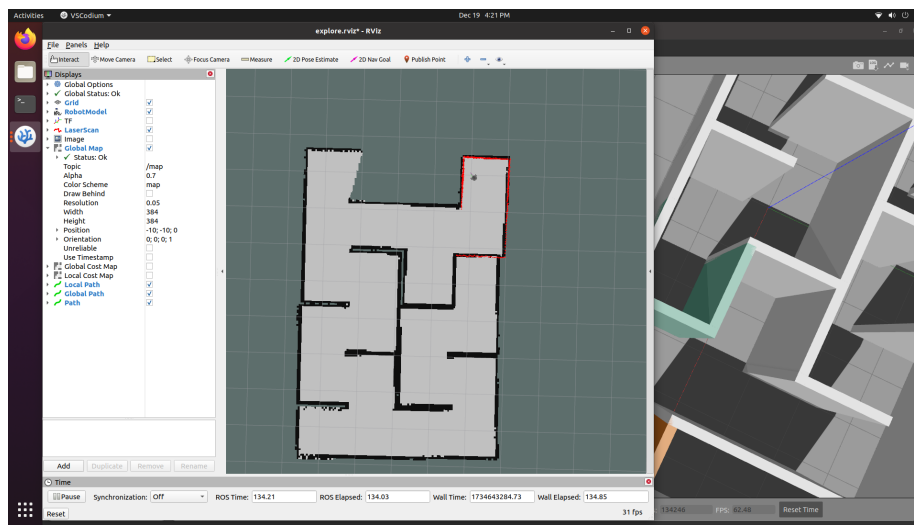 Activities
VSCodium
Dec 19 4:21 PM
explore.rviz* - RViz
File Panels Help
Interact Move Camera Select Focus Camera Measure 2D Pose Estimate 2D Nav Goal Publish Point
Displays
Global Options
Global Status: Ok
Grid
RobotModel
TF
LaserScan
Image
Global Map
Status: Ok
Topic /map
Alpha 0.7
Color Scheme map
Draw Behind
Resolution 0.05
Width 384
Height 384
Position -10; -10; 0
Orientation 0; 0; 0; 1
Unreliable
Use Timestamp
Global Cost Map
Local Cost Map
Local Path
Global Path
Path
Add Duplicate Remove Rename
Time
Pause Synchronization: Off ROS Time: 134.21 ROS Elapsed: 134.03 Wall Time: 1734643284.73 Wall Elapsed: 134.85
Reset 31 fps
134246 FPS: 62.48 Reset Time